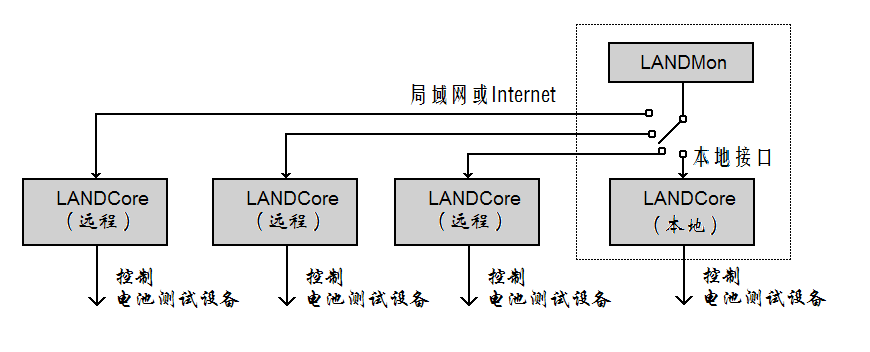 LANDMon
局域网或Internet
本地接口
LANDCore
（远程）
LANDCore
（远程）
LANDCore
（远程）
LANDCore
（本地）
控制
电池测试设备
控制
电池测试设备
控制
电池测试设备
控制
电池测试设备